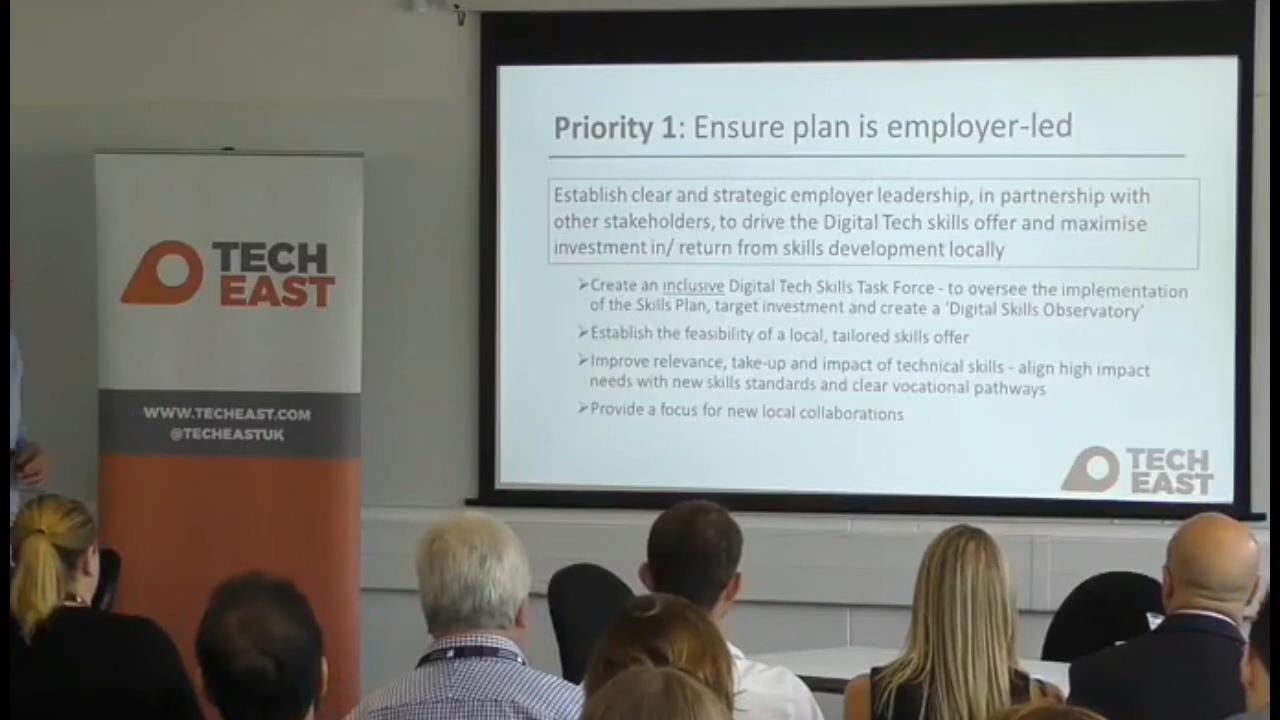 TECH
EAST
WWW.TECHEAST.COM
@TECHEASTUK
Priority 1: Ensure plan is employer-led
Establish clear and strategic employer leadership, in partnership with
other stakeholders, to drive the Digital Tech skills offer and maximise
investment in/ return from skills development locally
➢Create an inclusive Digital Tech Skills Task Force - to oversee the implementation
of the Skills Plan, target investment and create a 'Digital Skills Observatory'
➢Establish the feasibility of a local, tailored skills offer
➢Improve relevance, take-up and impact of technical skills - align high impact
needs with new skills standards and clear vocational pathways
➢Provide a focus for new local collaborations
TECH
EAST